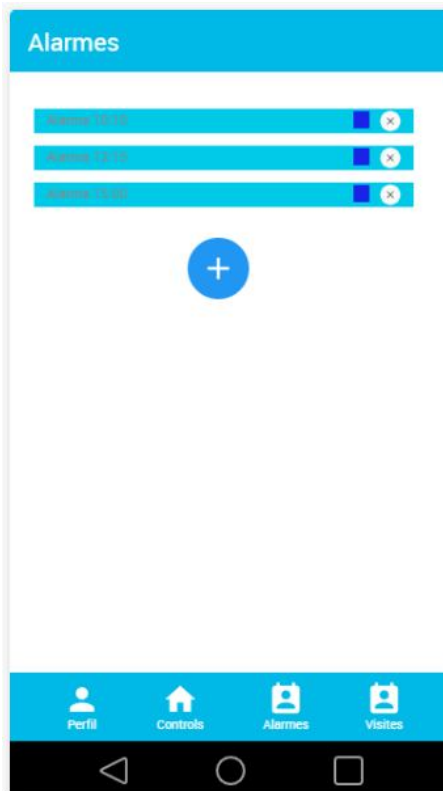 Alarmes
Alarma 10:15
Alarma 12:15
Alarma 15:00
Perfil
Controls
Alarmes
Visites